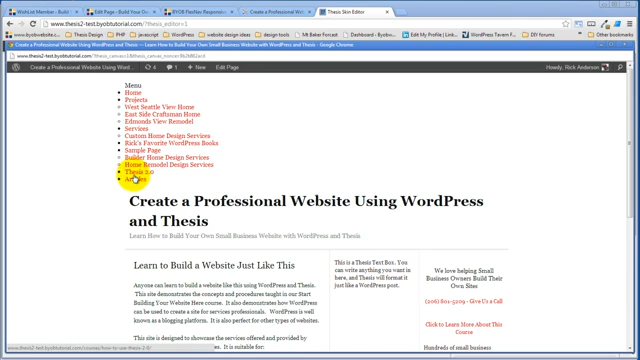 WishList Member - B
Edit Page - Build Your O
BYOB FlexNav Responsiv
Create a Professional We
Thesis Skin Editor
www.thesis2-test.byobtutorial.com/?thesis_editor=1
www.byobwebsite.c
Thesis Design
PHP
Thesis
website design ideas
design tools
Mt Baker Forcast
Dashboard ‹ Byobwe
Edit My Profile | Link
WordPress Tavern F
DIY
Other bookmarks
Create a Professional Website Using WordPress and Thesis — Learn How to Build Your Own Small Business Website with WordPress and Thesis - Google Chrome
Create a Professional Website Using Word…
4
1
+ New
Edit Page
Howdy, Rick Anderson
Menu
Home
Projects
West Seattle View Home
East Side Craftsman Home
Edmonds View Remodel
Services
Custom Home Design Services
Rick's Favorite WordPress Books
Sample Page
Builder Home Design Services
Home Remodel Design Services
Thesis 2.0
Articles
Create a Professional Website Using WordPress
and Thesis
Learn How to Build Your Own Small Business Website with WordPress and Thesis
Learn to Build a Website Just Like This
Anyone can learn to build a website like this using WordPress and Thesis.
This site demonstrates the concepts and procedures taught in our Start
Building Your Website Here course. It also demonstrates how WordPress
can be used to create a site for services professionals. WordPress is well
known as a blogging platform. It is also perfect for other types of websites.
This site is designed to showcase the services offered and provided by
This is a Thesis Text Box. You
can write anything you want in
here, and Thesis will format it
just like a WordPress post.
We love helping Small
Business Owners Build Their
Own Sites
(206) 801-5209 - Give Us a Call
Click to Learn More About This
Course
Hundreds of small business
www.thesis2-test.byobtutorial.com/course/how-to-use-thesis-2-0/